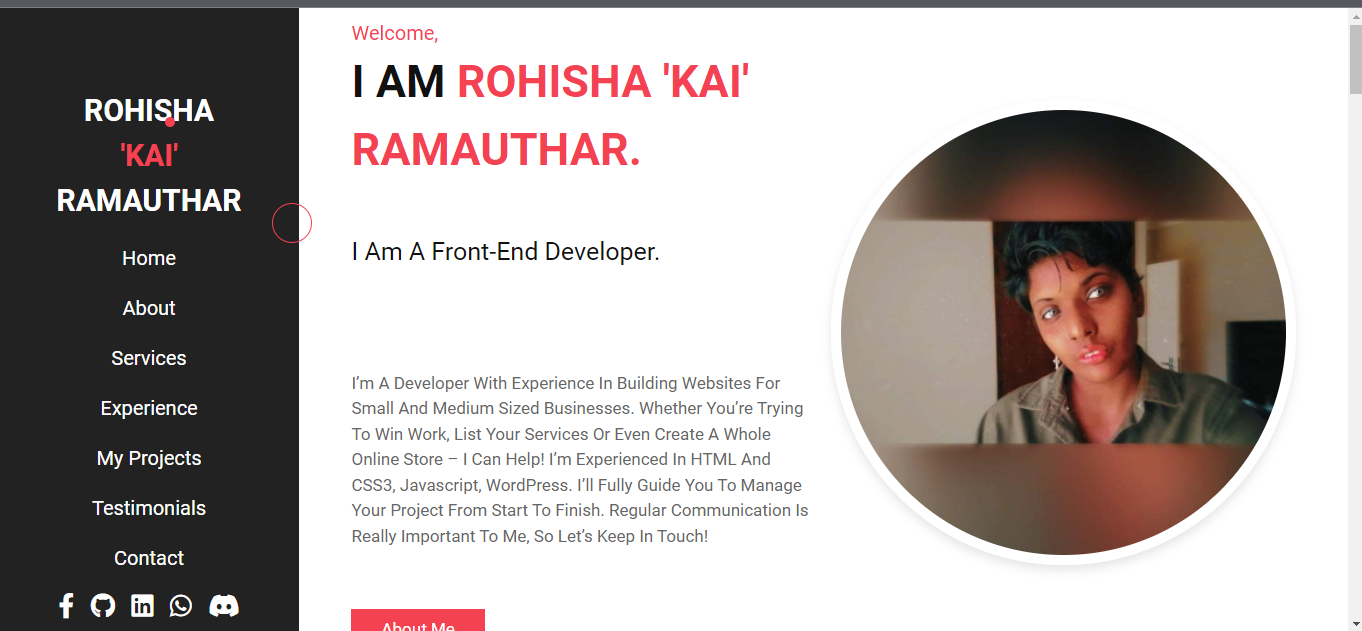 ROHISHA
'KAI'
RAMAUTHAR
Home
About
Services
Experience
My Projects
Testimonials
Contact
Welcome,
I AM ROHISHA 'KAI'
RAMAUTHAR.
I Am A Front-End Developer.
I’m A Developer With Experience In Building Websites For
Small And Medium Sized Businesses. Whether You’re Trying
To Win Work, List Your Services Or Even Create A Whole
Online Store – I Can Help! I’m Experienced In HTML And
CSS3, Javascript, WordPress. I’ll Fully Guide You To Manage
Your Project From Start To Finish. Regular Communication Is
Really Important To Me, So Let’s Keep In Touch!
About Me